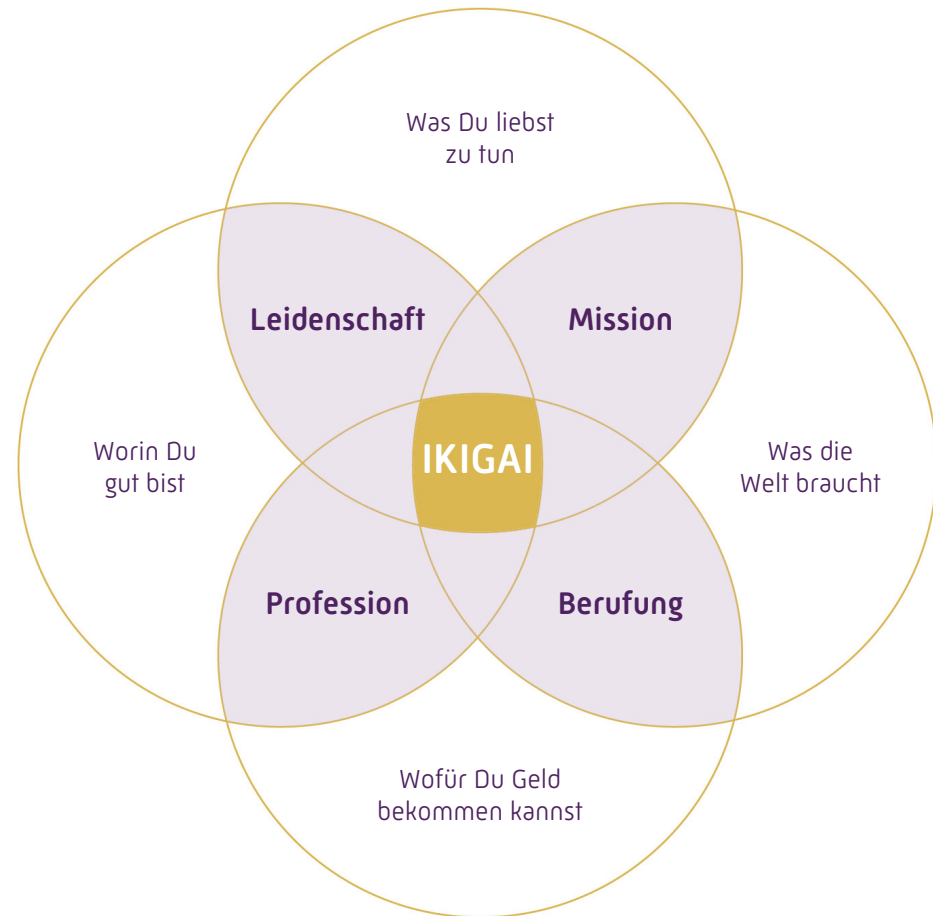 Was Du liebst
zu tun
Leidenschaft
Mission
Worin Du
gut bist
IKIGAI
Was die
Welt braucht
Profession
Berufung
Wofür Du Geld
bekommen kannst